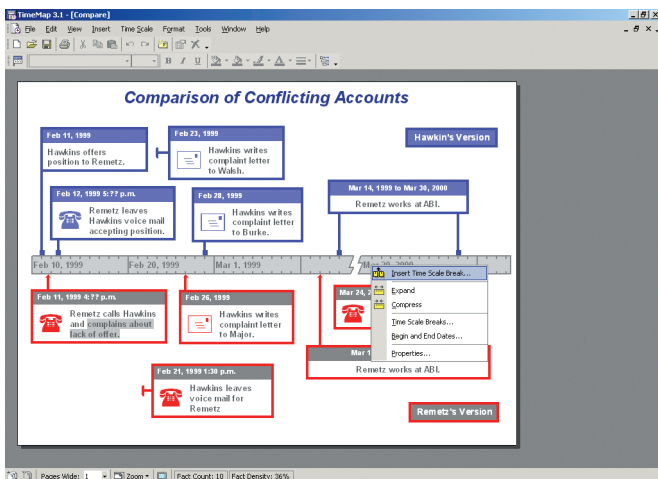 TimeMap 3.1 - [Compare]
File Edit View Insert Time Scale Format Tools Window Help
B I U
Comparison of Conflicting Accounts
Feb 11, 1999
Hawkins offers
position to Remetz.
Feb 23, 1999
Hawkins writes
complaint letter
to Walsh.
Hawkin's Version
Feb 12, 1999 5:?? p.m.
Remetz leaves
Hawkins voice mail
accepting position.
Feb 28, 1999
Hawkins writes
complaint letter
to Burke.
Mar 14, 1999 to Mar 30, 2000
Remetz works at ABI.
Feb 10, 1999 Feb 20, 1999 Mar 1, 1999
Insert Time Scale Break...
Expand
Compress
Time Scale Breaks...
Begin and End Dates...
Properties...
Feb 11, 1999 4:?? p.m.
Remetz calls Hawkins
and complains about
lack of offer.
Feb 26, 1999
Hawkins writes
complaint letter
to Major.
Mar 24, 
Mar 1
Remetz works at ABI.
Feb 21, 1999 1:30 p.m.
Hawkins leaves
voice mail for
Remetz
Remetz's Version
Pages Wide: 1 Zoom Fact Count: 10 Fact Density: 36%